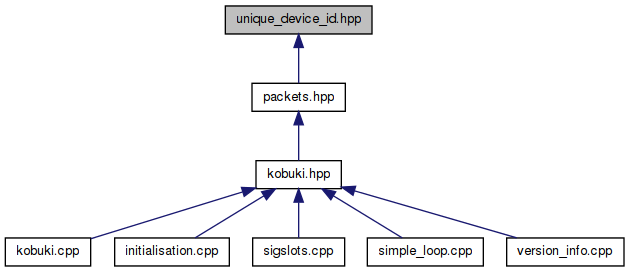 unique_device_id.hpp
packets.hpp
kobuki.hpp
kobuki.cpp
initialisation.cpp
sigslots.cpp
simple_loop.cpp
version_info.cpp